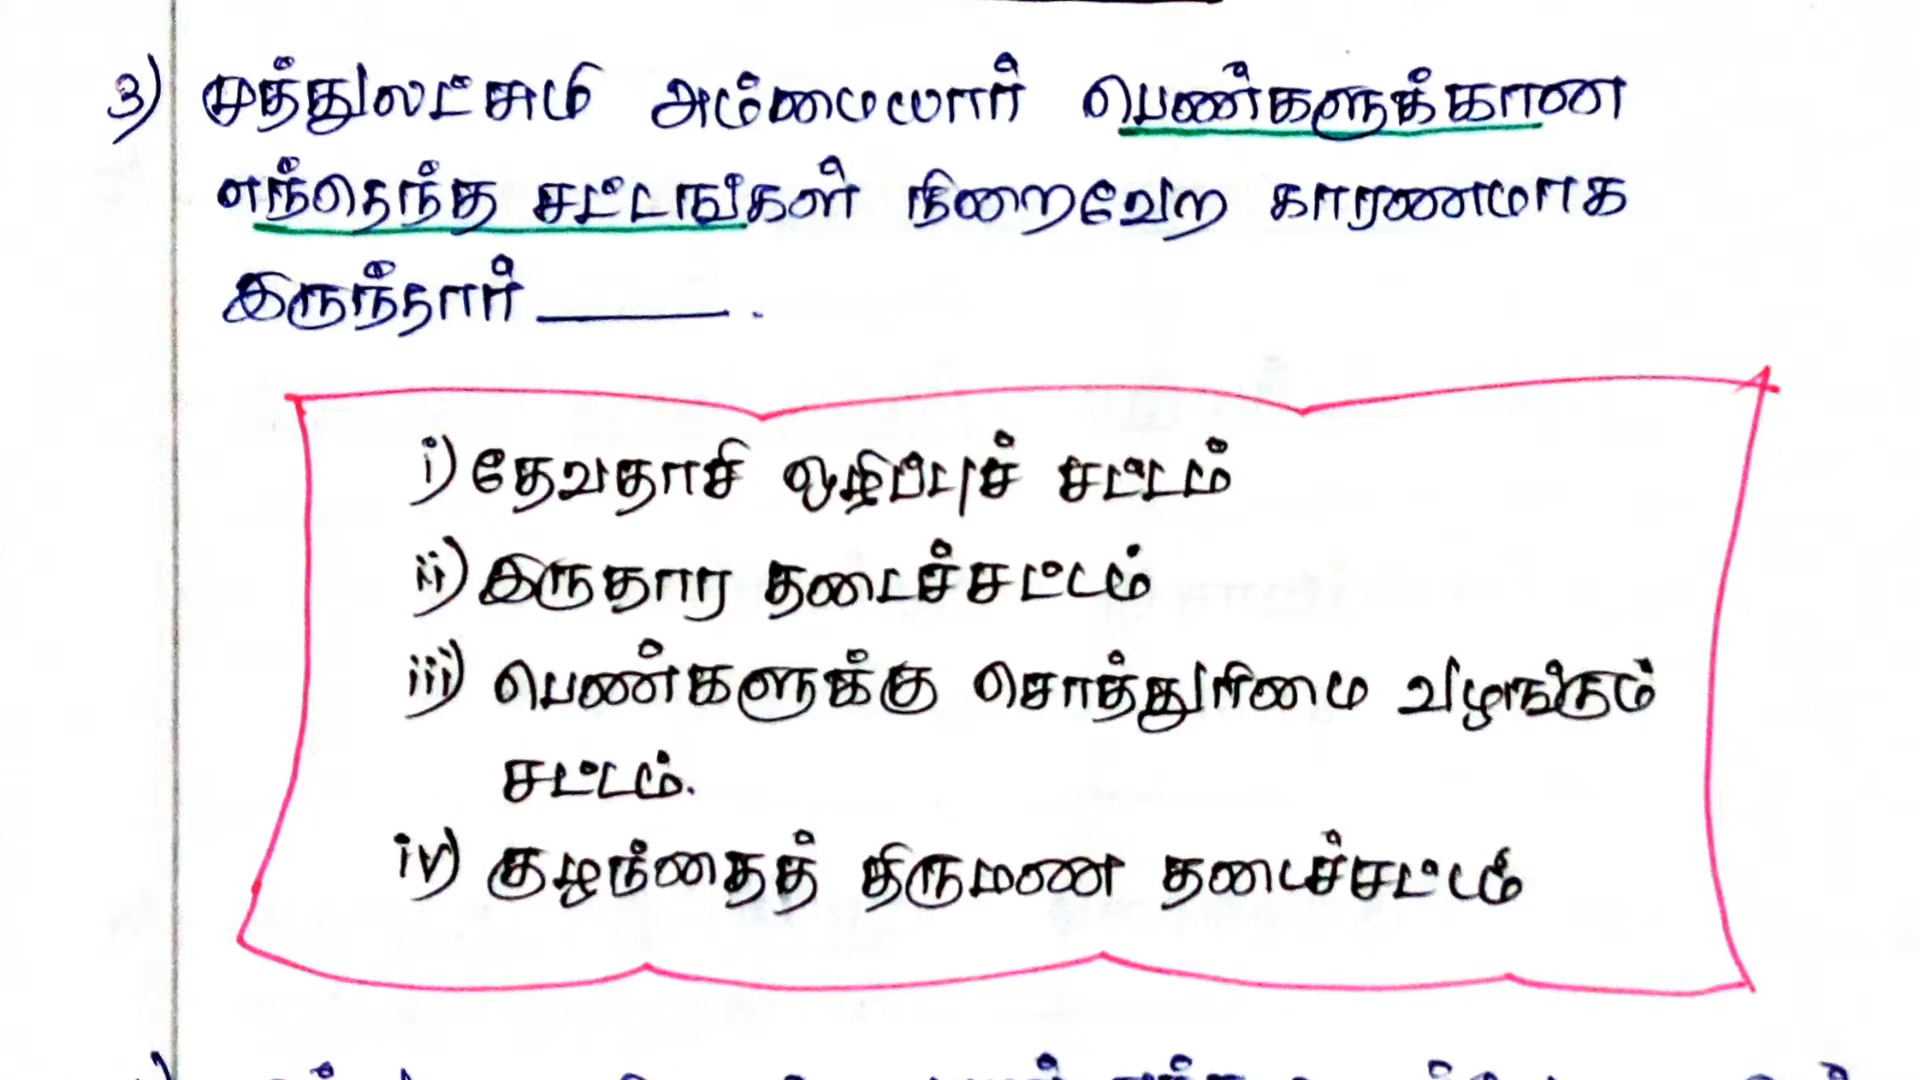 3) முத்துலட்சுமி அம்மையார் பெண்களுக்கான
எந்தெந்த சட்டங்கள் நிறைவேற காரணமாக
இருந்தார் ______ .
i) தேவதாசி ஒழிப்புச் சட்டம்
ii) இருதார தடைச்சட்டம்
iii) பெண்களுக்கு சொத்துரிமை வழங்கும்
சட்டம்.
iv) குழந்தைத் திருமண தடைச்சட்டம்